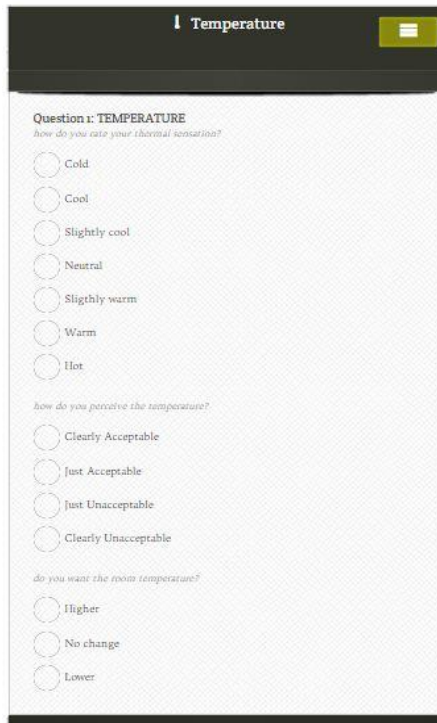 Temperature
Question 1: TEMPERATURE
how do you rate your thermal sensation?
Cold
Cool
Slightly cool
Neutral
Sligthly warm
Warm
Hot
how do you perceive the temperature?
Clearly Acceptable
Just Acceptable
Just Unacceptable
Clearly Unacceptable
do you want the room temperature?
Higher
No change
Lower